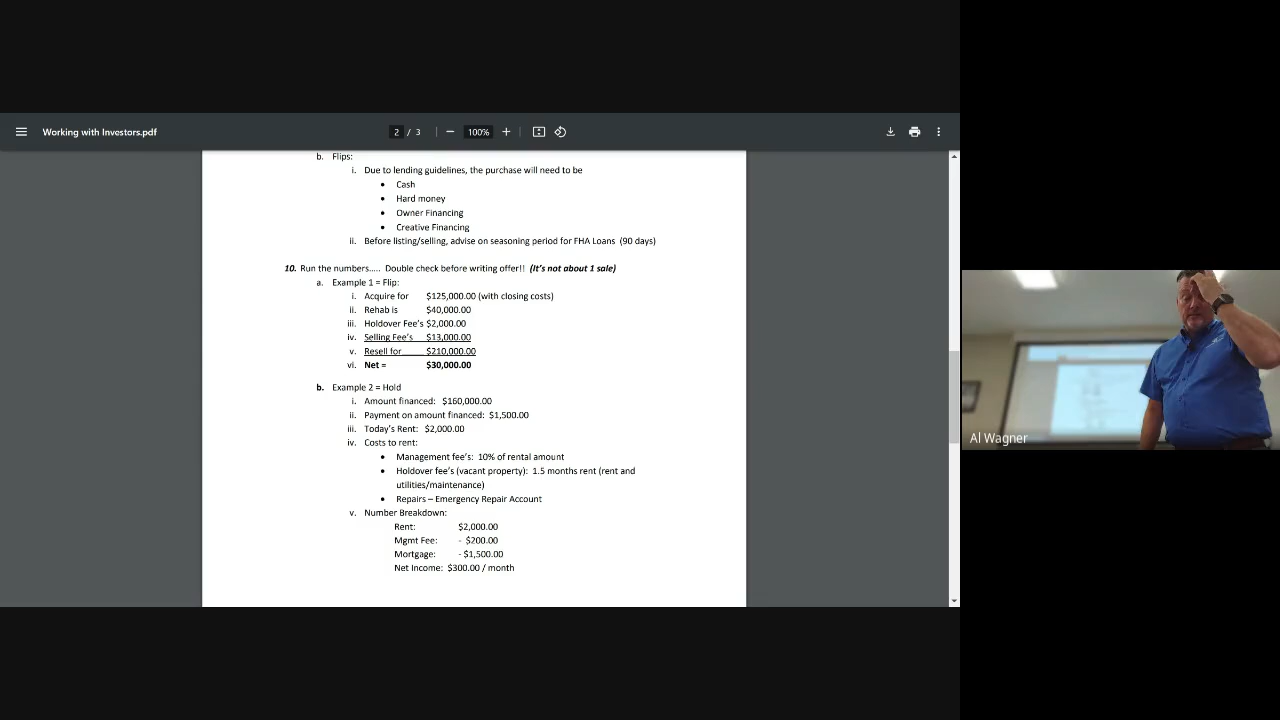 Working with Investors.pdf
2 / 3
100%
b. Flips:
i. Due to lending guidelines, the purchase will need to be
• Cash
• Hard money
• Owner Financing
• Creative Financing
ii. Before listing/selling, advise on seasoning period for FHA Loans (90 days)
10. Run the numbers..... Double check before writing offer!! (It's not about 1 sale)
a. Example 1 = Flip:
i. Acquire for $125,000.00 (with closing costs)
ii. Rehab is $40,000.00
iii. Holdover Fee's $2,000.00
iv. Selling Fee's $13,000.00
v. Resell for $210,000.00
vi. Net = $30,000.00
b. Example 2 = Hold
i. Amount financed: $160,000.00
ii. Payment on amount financed: $1,500.00
iii. Today's Rent: $2,000.00
iv. Costs to rent:
• Management fee's: 10% of rental amount
• Holdover fee's (vacant property): 1.5 months rent (rent and
utilities/maintenance)
• Repairs – Emergency Repair Account
v. Number Breakdown:
Rent: $2,000.00
Mgmt Fee: - $200.00
Mortgage: - $1,500.00
Net Income: $300.00 / month
Al Wagner